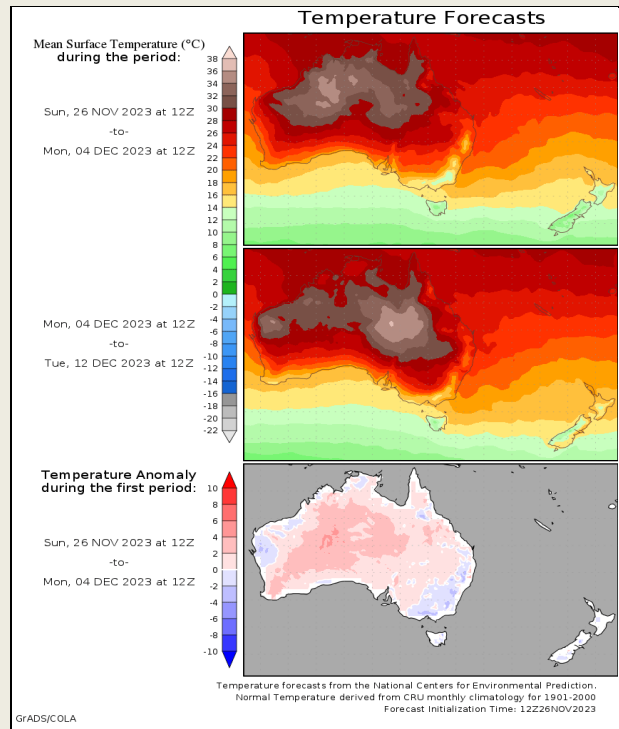 Temperature Forecasts
Mean Surface Temperature (°C)
during the period:
Sun, 26 NOV 2023 at 12Z
-to-
Mon, 04 DEC 2023 at 12Z
38
36
34
32
30
28
26
24
22
20
18
16
14
12
10
8
6
4
2
0
-2
-4
-6
-8
-10
-12
-14
-16
-18
-20
-22
Mon, 04 DEC 2023 at 12Z
-to-
Tue, 12 DEC 2023 at 12Z
Temperature Anomaly
during the first period:
Sun, 26 NOV 2023 at 12Z
-to-
Mon, 04 DEC 2023 at 12Z
10
8
6
4
2
0
-2
-4
-6
-8
-10
Temperature forecasts from the National Centers for Environmental Prediction.
Normal Temperature derived from CRU monthly climatology for 1901-2000
Forecast Initialization Time: 12Z26NOV2023
GrADS/COLA